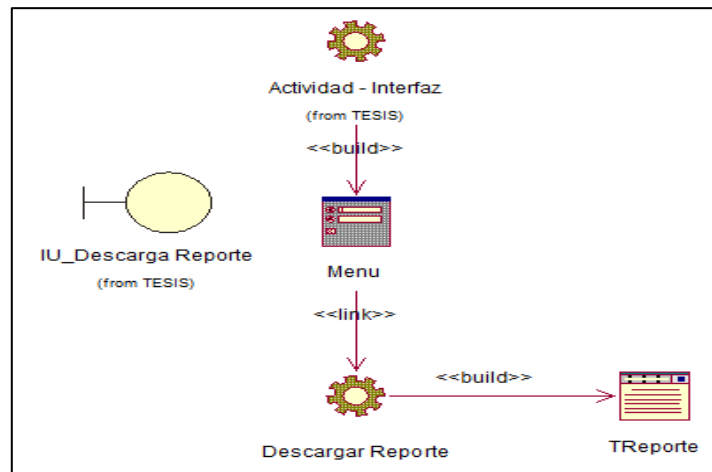 Actividad - Interfaz
(from TESIS)
<<build>>
IU_Descarga Reporte
(from TESIS)
Menu
<<link>>
<<build>>
Descargar Reporte
TReporte